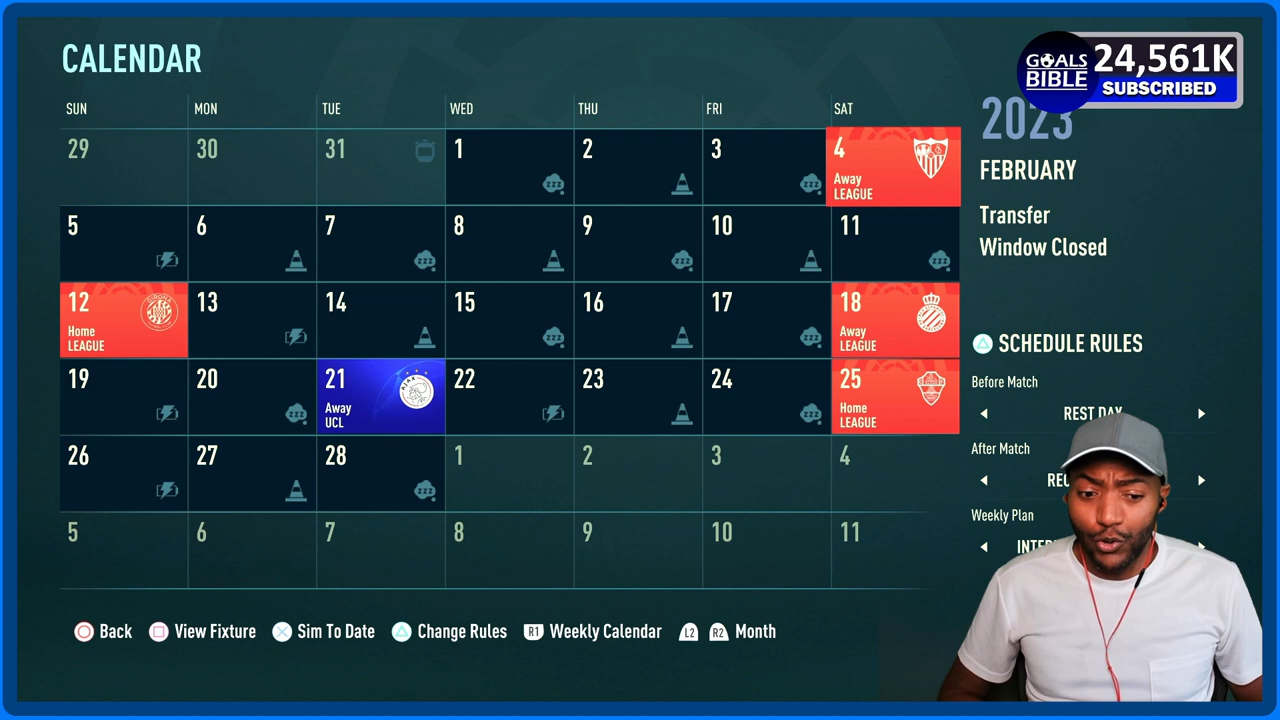 CALENDAR
GOALS
BIBLE
24,561K
SUBSCRIBED
SUN MON TUE WED THU FRI SAT
2023
FEBRUARY
Transfer
Window Closed
29 30 31 1 2 3 4
Away
LEAGUE
5 6 7 8 9 10 11
12 13 14 15 16 17 18
Home
LEAGUE
Away
LEAGUE
19 20 21 22 23 24 25
Away
UCL
Home
LEAGUE
26 27 28 1 2 3 4
5 6 7 8 9 10 11
SCHEDULE RULES
Before Match
REST DAY
After Match
Weekly Plan
Back View Fixture Sim To Date Change Rules R1 Weekly Calendar L2 R2 Month